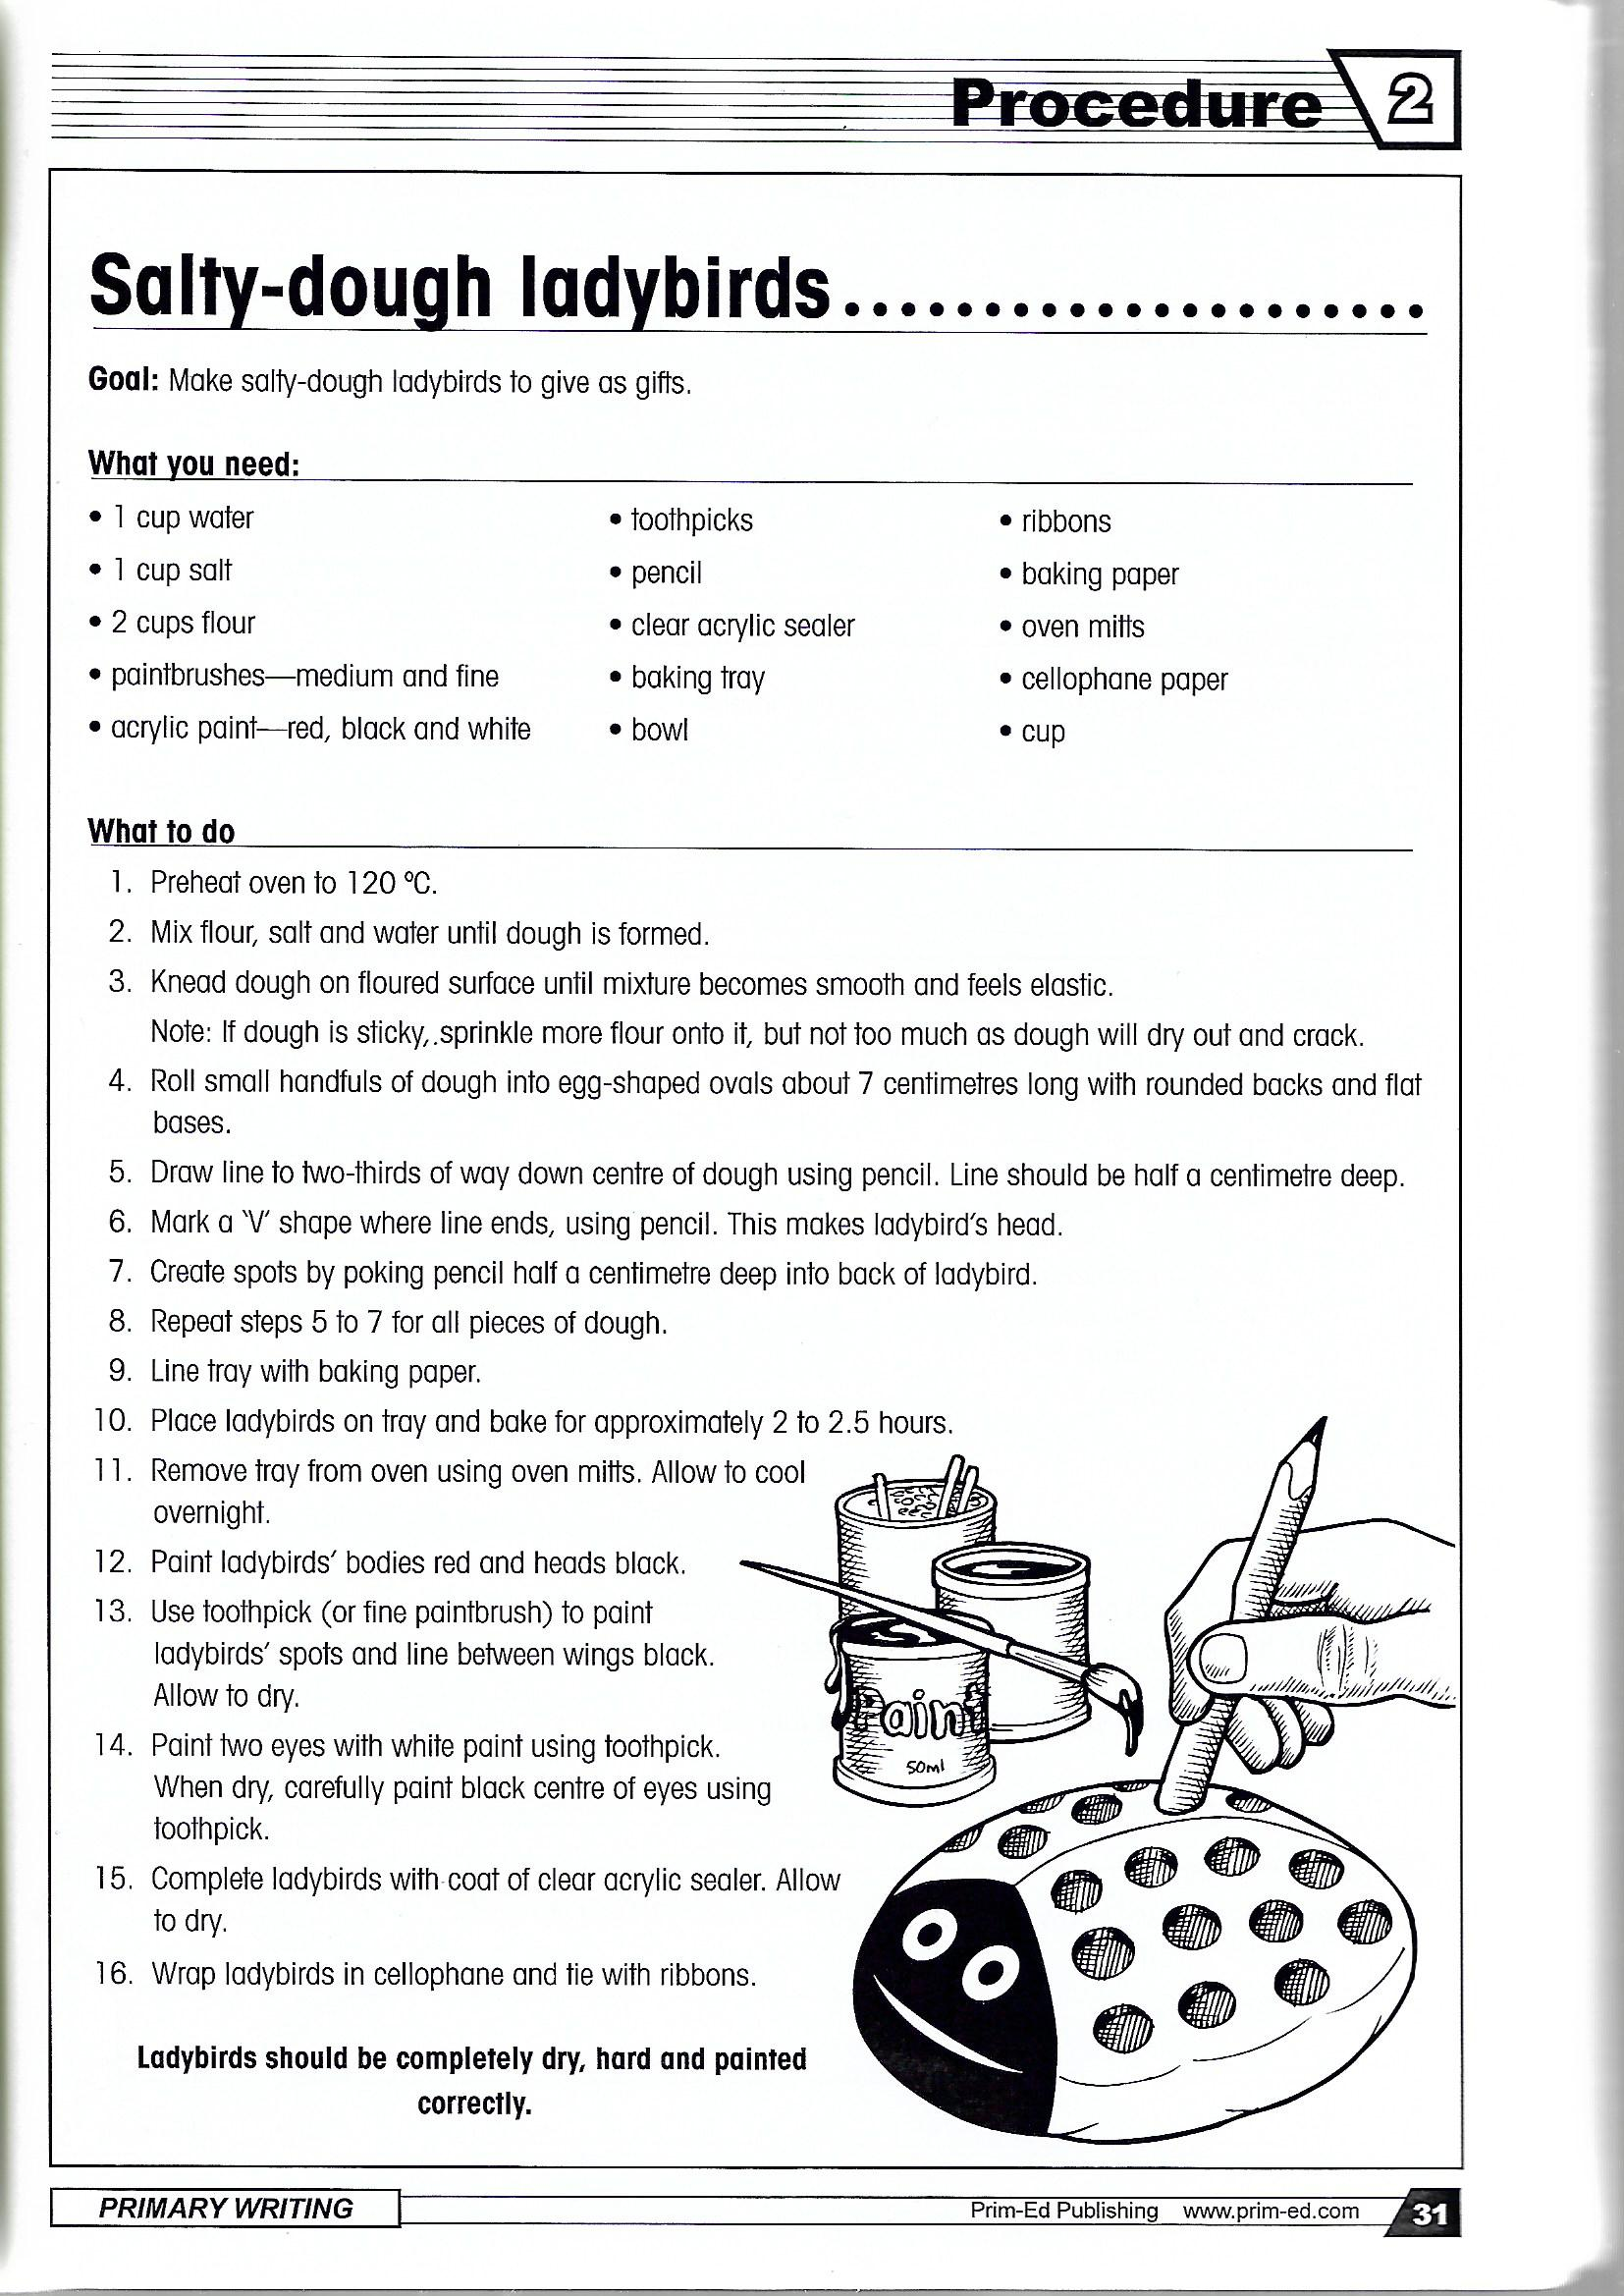 Procedure 2
Salty-dough ladybirds.....................
Goal: Make salty-dough ladybirds to give as gifts.
What you need:
• 1 cup water
• 1 cup salt
• 2 cups flour
• paintbrushes—medium and fine
• acrylic paint—red, black and white
• toothpicks
• pencil
• clear acrylic sealer
• baking tray
• bowl
• ribbons
• baking paper
• oven mitts
• cellophane paper
• cup
What to do
1. Preheat oven to 120 ºC.
2. Mix flour, salt and water until dough is formed.
3. Knead dough on floured surface until mixture becomes smooth and feels elastic.
Note: If dough is sticky, sprinkle more flour onto it, but not too much as dough will dry out and crack.
4. Roll small handfuls of dough into egg-shaped ovals about 7 centimetres long with rounded backs and flat
bases.
5. Draw line to two-thirds of way down centre of dough using pencil. Line should be half a centimetre deep.
6. Mark a ‘V’ shape where line ends, using pencil. This makes ladybird’s head.
7. Create spots by poking pencil half a centimetre deep into back of ladybird.
8. Repeat steps 5 to 7 for all pieces of dough.
9. Line tray with baking paper.
10. Place ladybirds on tray and bake for approximately 2 to 2.5 hours.
11. Remove tray from oven using oven mitts. Allow to cool
overnight.
12. Paint ladybirds’ bodies red and heads black.
13. Use toothpick (or fine paintbrush) to paint
ladybirds’ spots and line between wings black.
Allow to dry.
14. Paint two eyes with white paint using toothpick.
When dry, carefully paint black centre of eyes using
toothpick.
15. Complete ladybirds with coat of clear acrylic sealer. Allow
to dry.
16. Wrap ladybirds in cellophane and tie with ribbons.
Ladybirds should be completely dry, hard and painted
correctly.
Paint
50ml
PRIMARY WRITING
Prim-Ed Publishing www.prim-ed.com 31